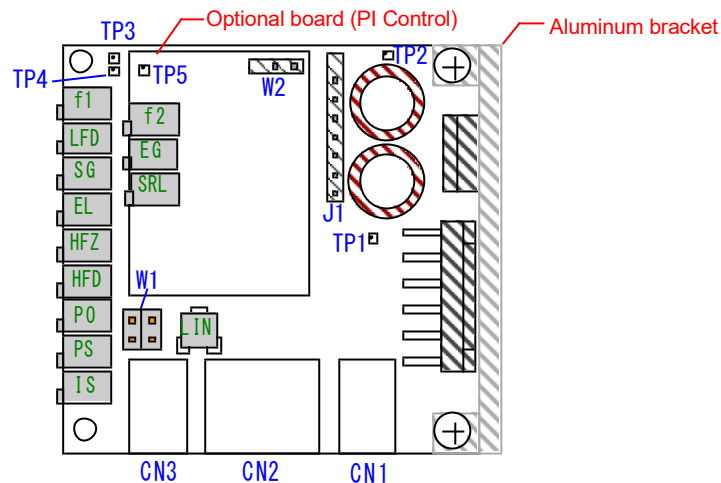 Optional board (PI Control)
Aluminum bracket
TP3
TP4
TP5
TP2
W2
f1
f2
LFD
EG
SG
SRL
EL
J1
HFZ
TP1
HFD
W1
PO
LIN
PS
IS
CN3
CN2
CN1